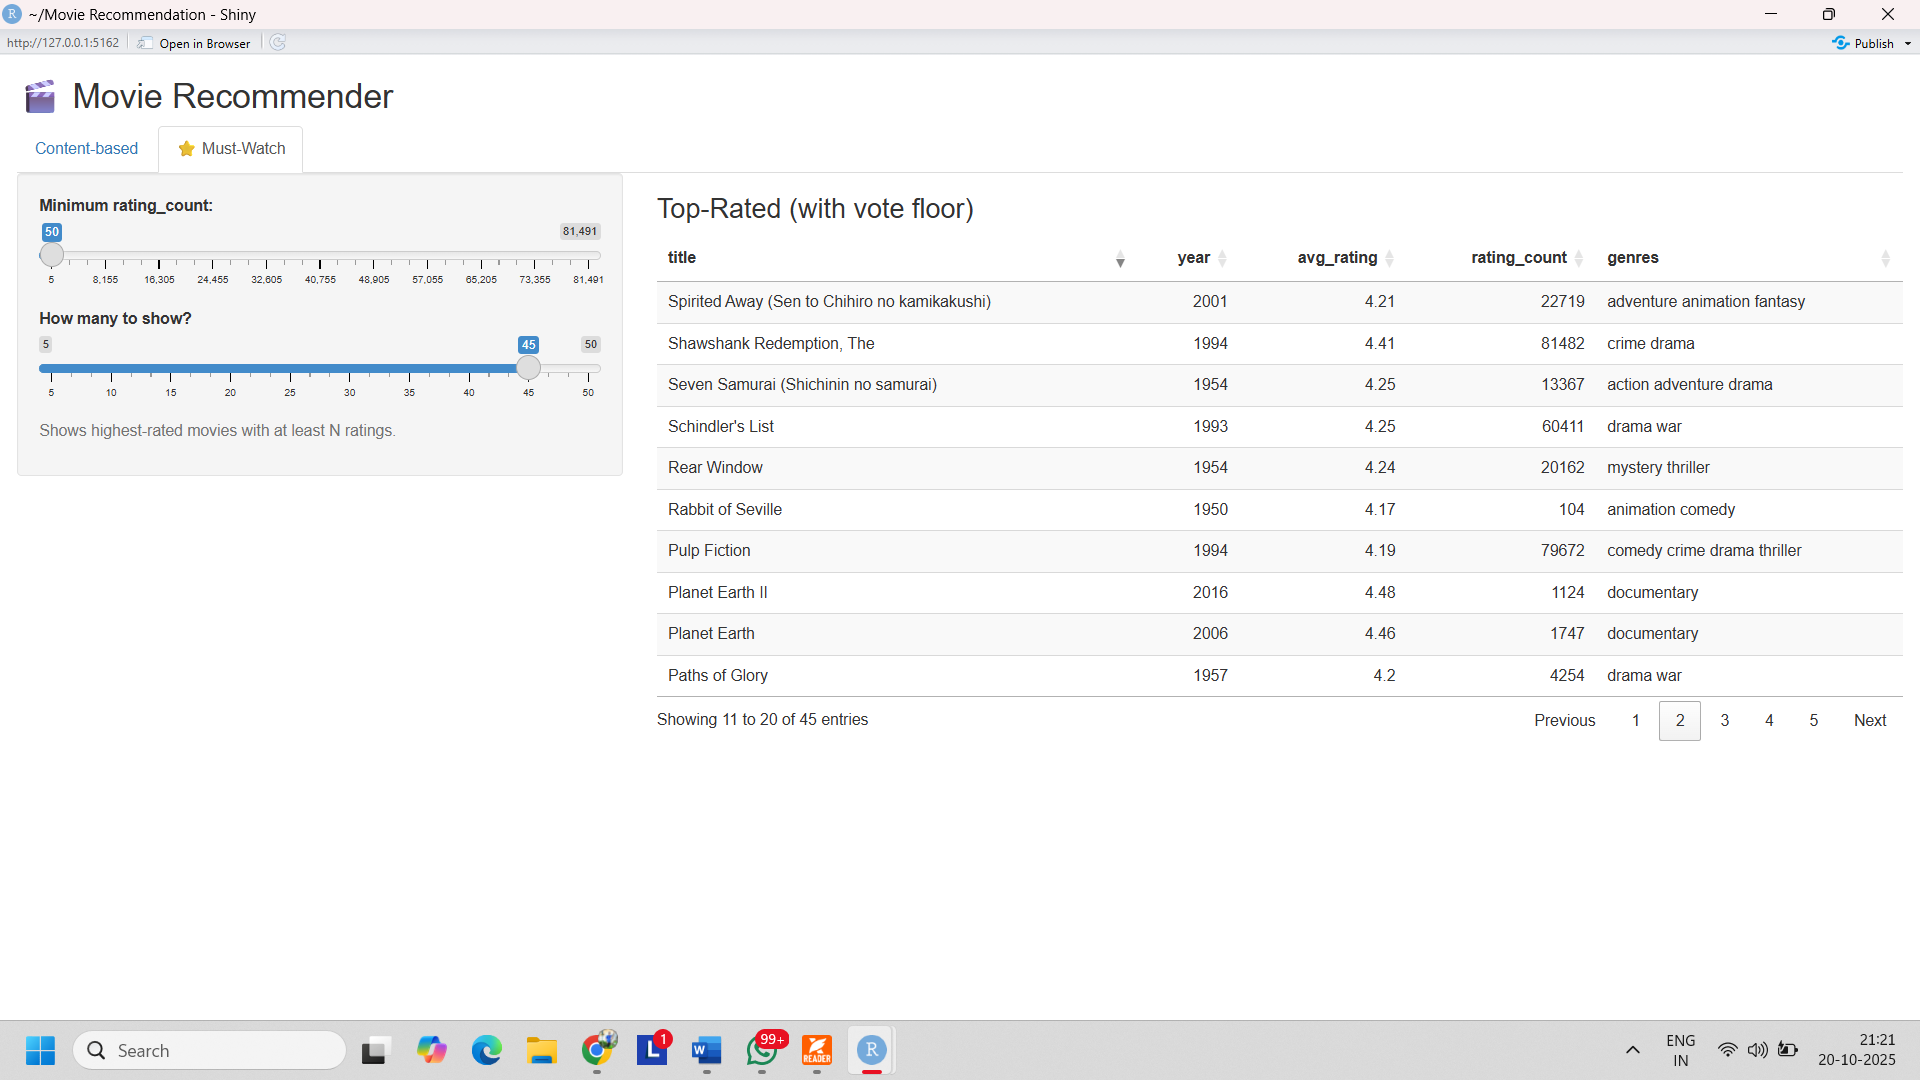 R ~/Movie Recommendation - Shiny
http://127.0.0.1:5162 Open in Browser Publish
Movie Recommender
Content-based Must-Watch
Minimum rating_count:
50 81,491
5 8,155 16,305 24,455 32,605 40,755 48,905 57,055 65,205 73,355 81,491
How many to show?
5 45 50
5 10 15 20 25 30 35 40 45 50
Shows highest-rated movies with at least N ratings.
Top-Rated (with vote floor)
title year avg_rating rating_count genres
Spirited Away (Sen to Chihiro no kamikakushi) 2001 4.21 22719 adventure animation fantasy
Shawshank Redemption, The 1994 4.41 81482 crime drama
Seven Samurai (Shichinin no samurai) 1954 4.25 13367 action adventure drama
Schindler's List 1993 4.25 60411 drama war
Rear Window 1954 4.24 20162 mystery thriller
Rabbit of Seville 1950 4.17 104 animation comedy
Pulp Fiction 1994 4.19 79672 comedy crime drama thriller
Planet Earth II 2016 4.48 1124 documentary
Planet Earth 2006 4.46 1747 documentary
Paths of Glory 1957 4.2 4254 drama war
Showing 11 to 20 of 45 entries
Previous 1 2 3 4 5 Next
Search L 1 W 99+ READER R ENG 21:21
IN 20-10-2025